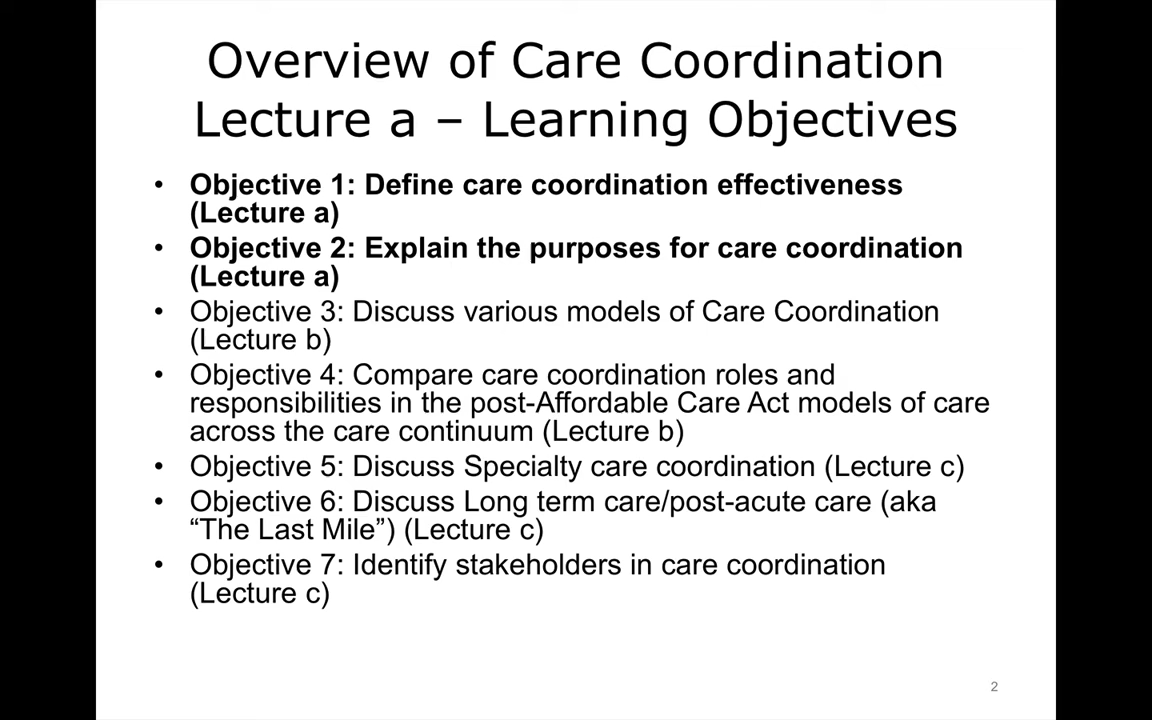 Overview of Care Coordination
Lecture a – Learning Objectives
• Objective 1: Define care coordination effectiveness
(Lecture a)
• Objective 2: Explain the purposes for care coordination
(Lecture a)
• Objective 3: Discuss various models of Care Coordination
(Lecture b)
• Objective 4: Compare care coordination roles and
responsibilities in the post-Affordable Care Act models of care
across the care continuum (Lecture b)
• Objective 5: Discuss Specialty care coordination (Lecture c)
• Objective 6: Discuss Long term care/post-acute care (aka
“The Last Mile”) (Lecture c)
• Objective 7: Identify stakeholders in care coordination
(Lecture c)
2